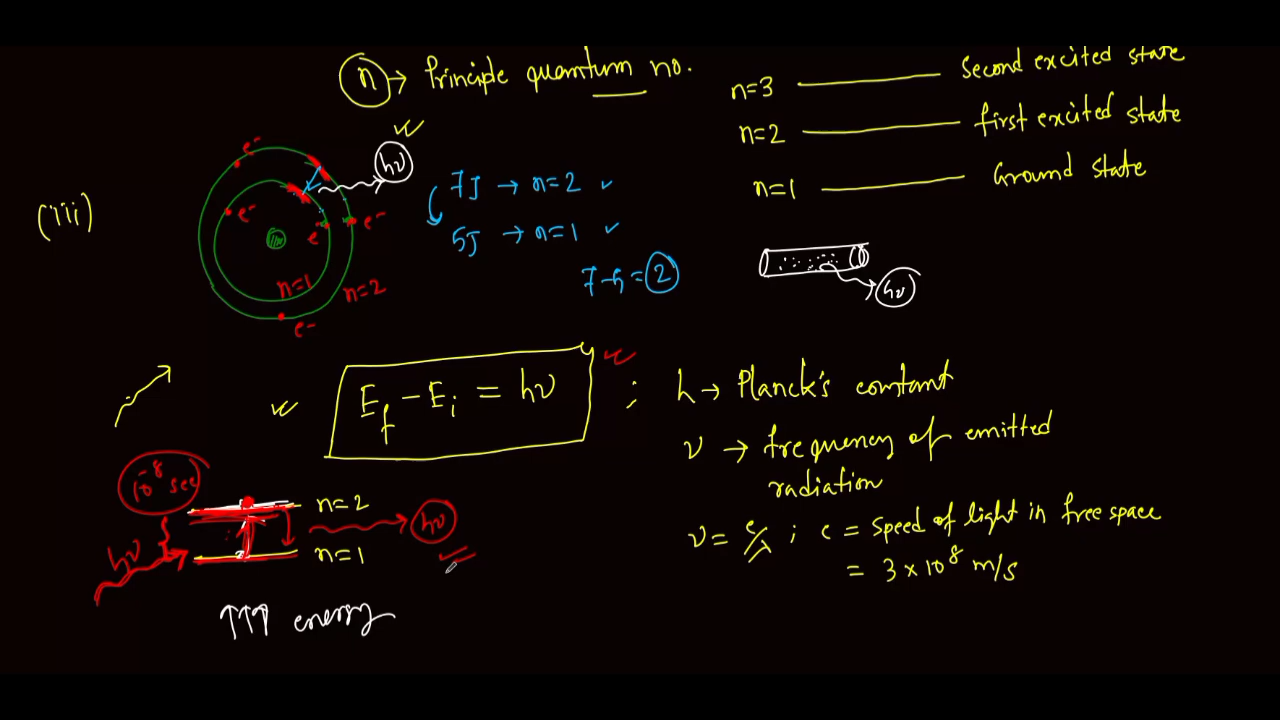 n → Principle quantum no.
n=3 Second excited state
n=2 first excited state
n=1 Ground state
(iii)
e-
hν
e-
e-
e-
n=1
n=2
e-
7J → n=2
5J → n=1
7-5=2
hν
Ef - Ei = hν ; h → Planck's constant
ν → frequency of emitted
radiation
ν = c/λ ; c = speed of light in free space
= 3 × 10⁸ m/s
10⁻⁸ sec
n=2
n=1
hν
hν
↑↑↑ energy